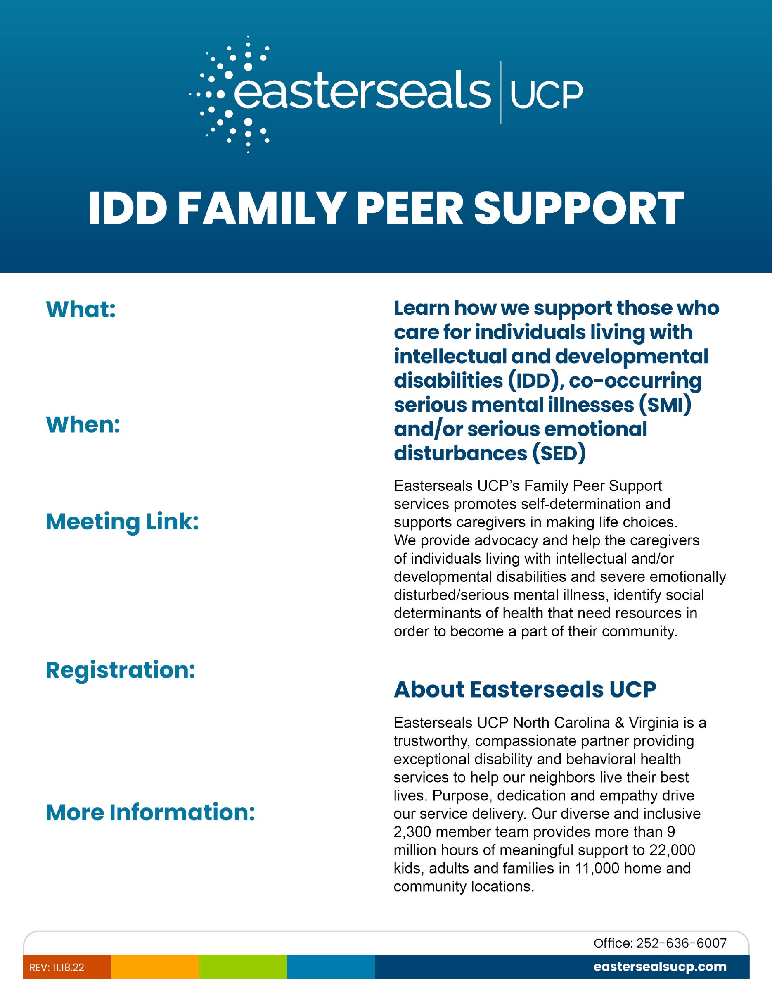 easterseals UCP
IDD FAMILY PEER SUPPORT
What:
When:
Meeting Link:
Registration:
More Information:
Learn how we support those who
care for individuals living with
intellectual and developmental
disabilities (IDD), co-occurring
serious mental illnesses (SMI)
and/or serious emotional
disturbances (SED)
Easterseals UCP’s Family Peer Support
services promotes self-determination and
supports caregivers in making life choices.
We provide advocacy and help the caregivers
of individuals living with intellectual and/or
developmental disabilities and severe emotionally
disturbed/serious mental illness, identify social
determinants of health that need resources in
order to become a part of their community.
About Easterseals UCP
Easterseals UCP North Carolina & Virginia is a
trustworthy, compassionate partner providing
exceptional disability and behavioral health
services to help our neighbors live their best
lives. Purpose, dedication and empathy drive
our service delivery. Our diverse and inclusive
2,300 member team provides more than 9
million hours of meaningful support to 22,000
kids, adults and families in 11,000 home and
community locations.
Office: 252-636-6007
REV: 11.18.22
eastersealsucp.com